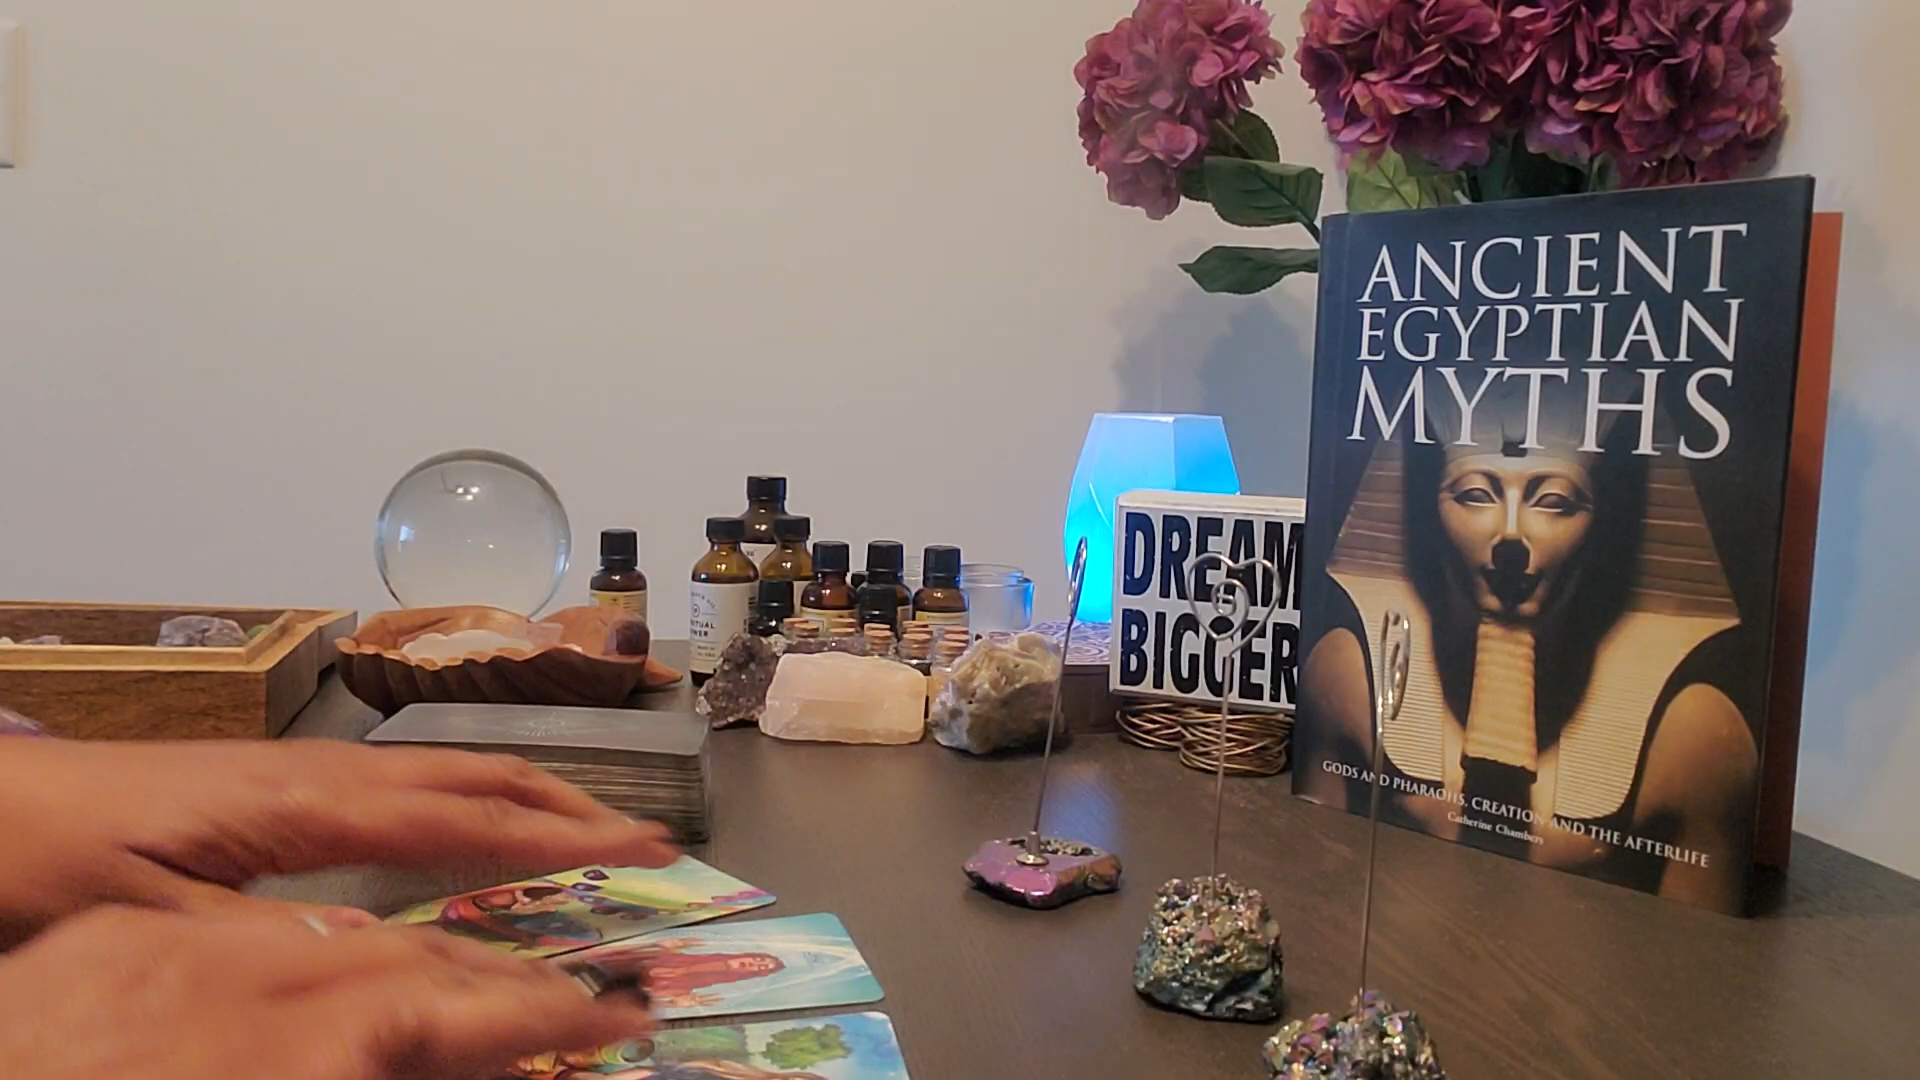 ANCIENT
EGYPTIAN
MYTHS
GODS AND PHARAOHS, CREATION AND THE AFTERLIFE
Catherine Chambers
DREAM
BIGGER